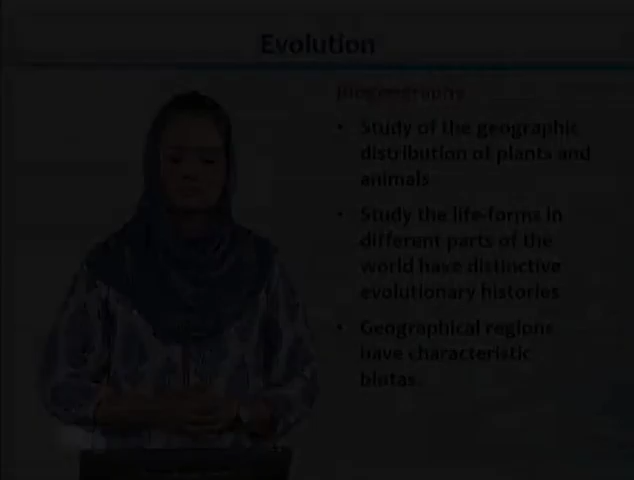 Evolution
Biogeography
• Study of the geographic
distribution of plants and
animals
• Study the life-forms in
different parts of the
world have distinctive
evolutionary histories
• Geographical regions
have characteristic
biotas.